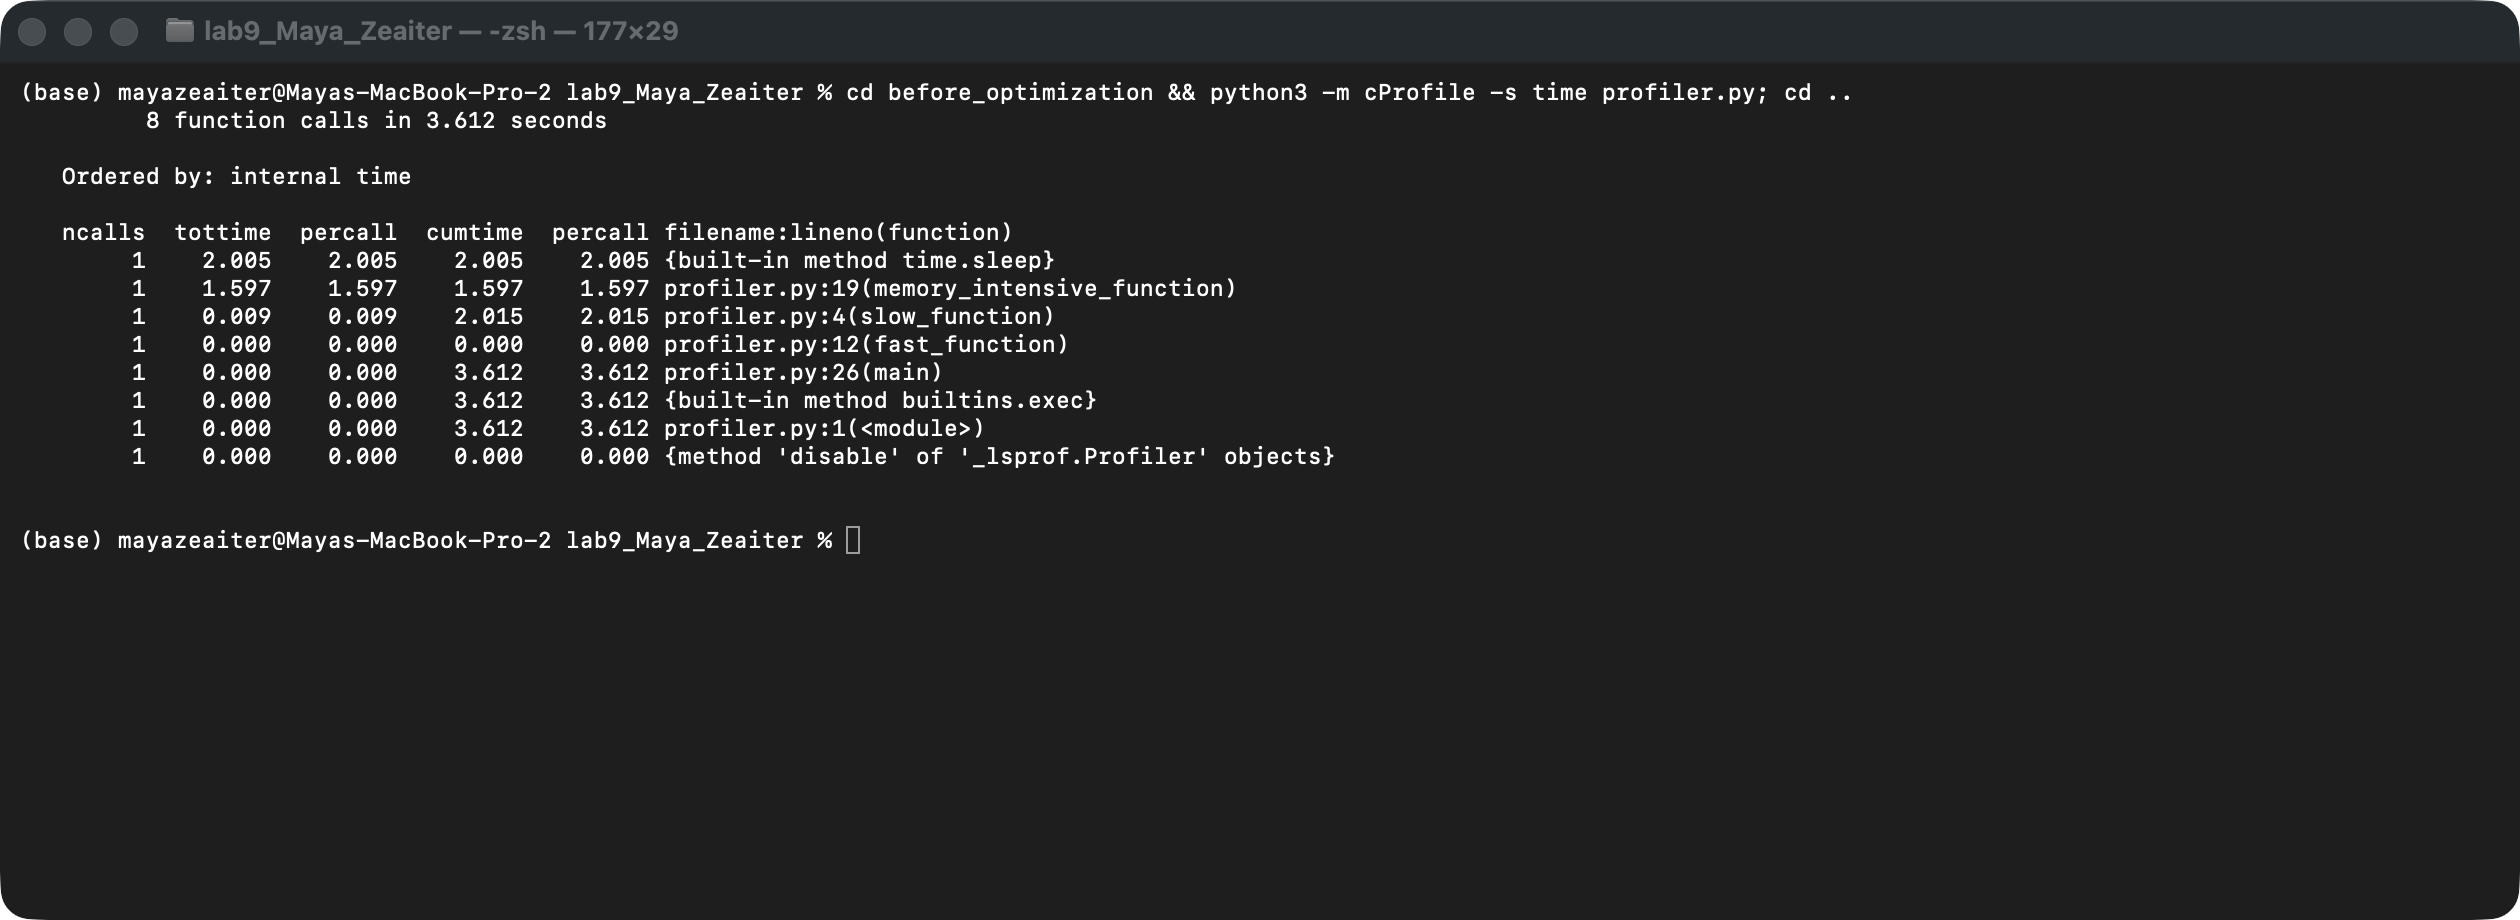 lab9_Maya_Zeaiter — -zsh — 177×29
(base) mayazeaiter@Mayas-MacBook-Pro-2 lab9_Maya_Zeaiter % cd before_optimization && python3 -m cProfile -s time profiler.py; cd ..
         8 function calls in 3.612 seconds
   Ordered by: internal time
   ncalls  tottime  percall  cumtime  percall filename:lineno(function)
        1    2.005    2.005    2.005    2.005 {built-in method time.sleep}
        1    1.597    1.597    1.597    1.597 profiler.py:19(memory_intensive_function)
        1    0.009    0.009    2.015    2.015 profiler.py:4(slow_function)
        1    0.000    0.000    0.000    0.000 profiler.py:12(fast_function)
        1    0.000    0.000    3.612    3.612 profiler.py:26(main)
        1    0.000    0.000    3.612    3.612 {built-in method builtins.exec}
        1    0.000    0.000    3.612    3.612 profiler.py:1(<module>)
        1    0.000    0.000    0.000    0.000 {method 'disable' of '_lsprof.Profiler' objects}
(base) mayazeaiter@Mayas-MacBook-Pro-2 lab9_Maya_Zeaiter %